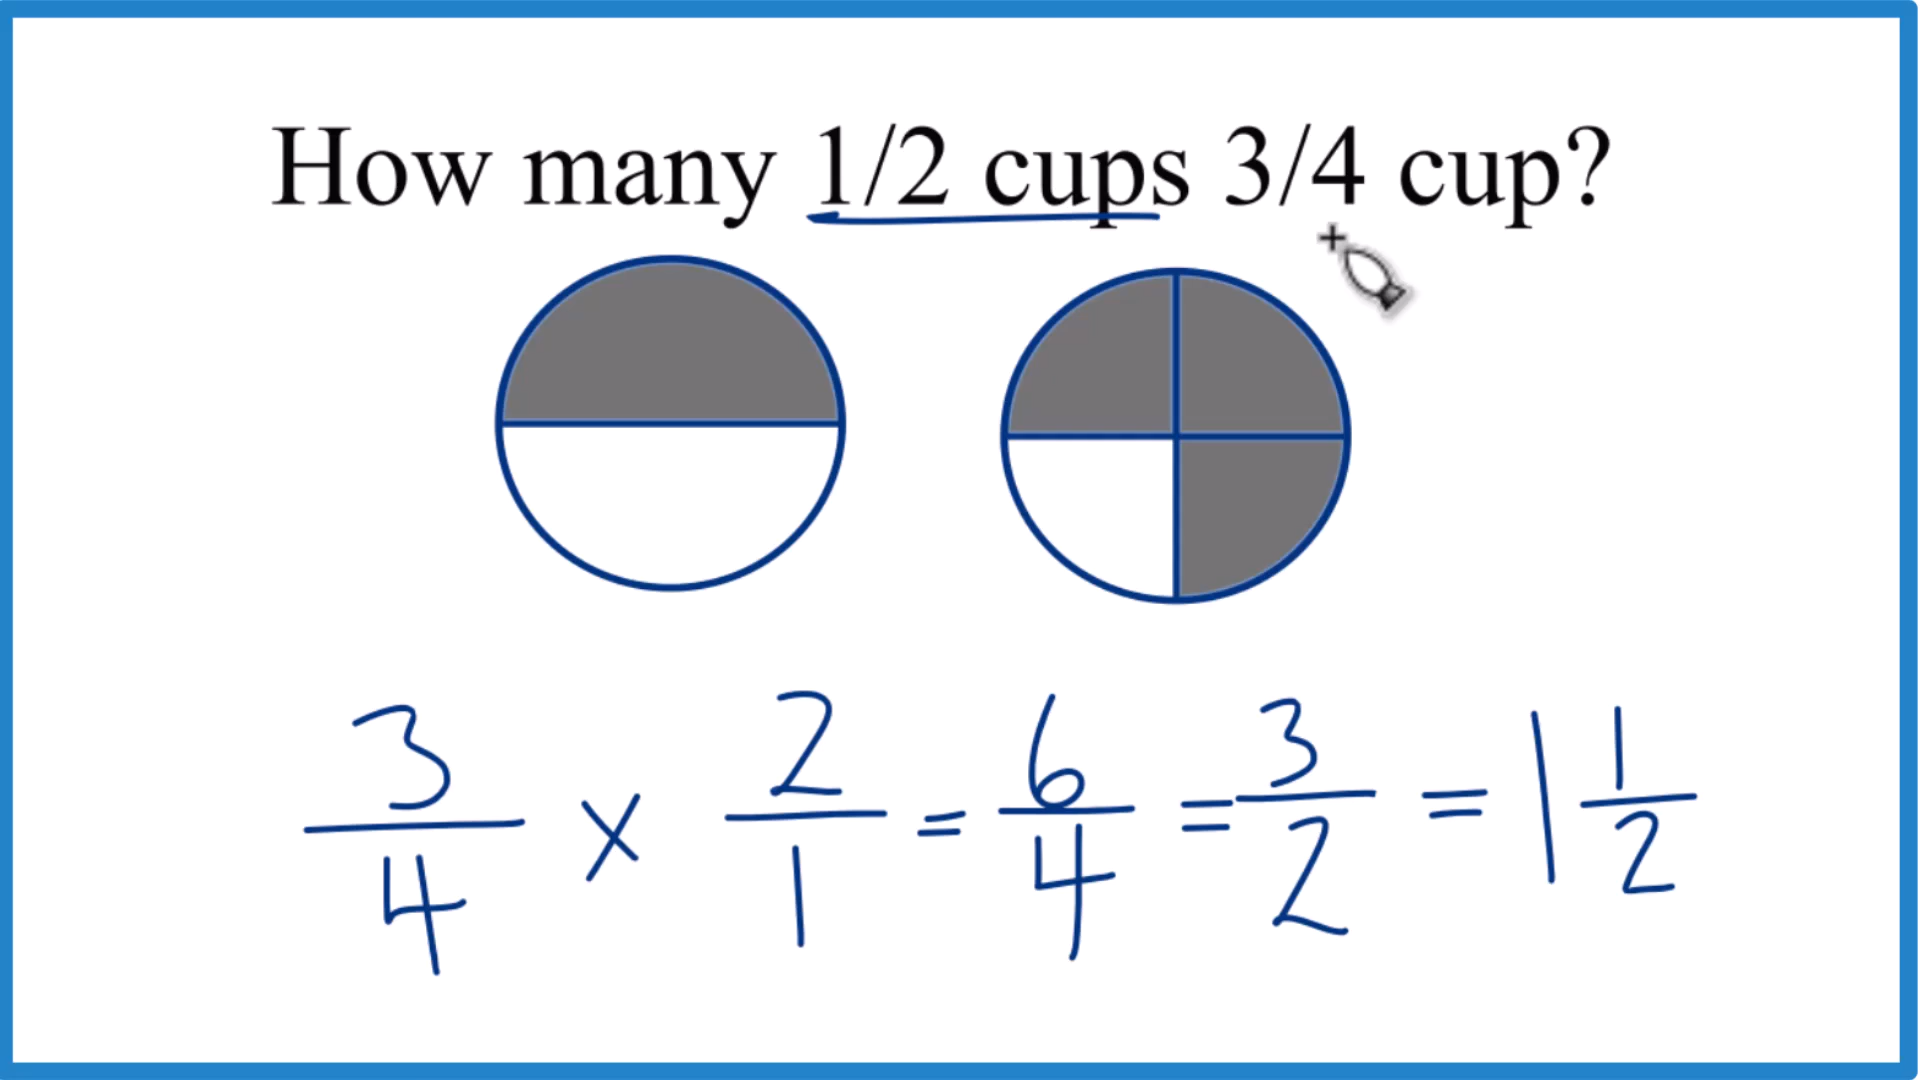 How many 1/2 cups 3/4 cup?
3/4 × 2/1 = 6/4 = 3/2 = 1 1/2